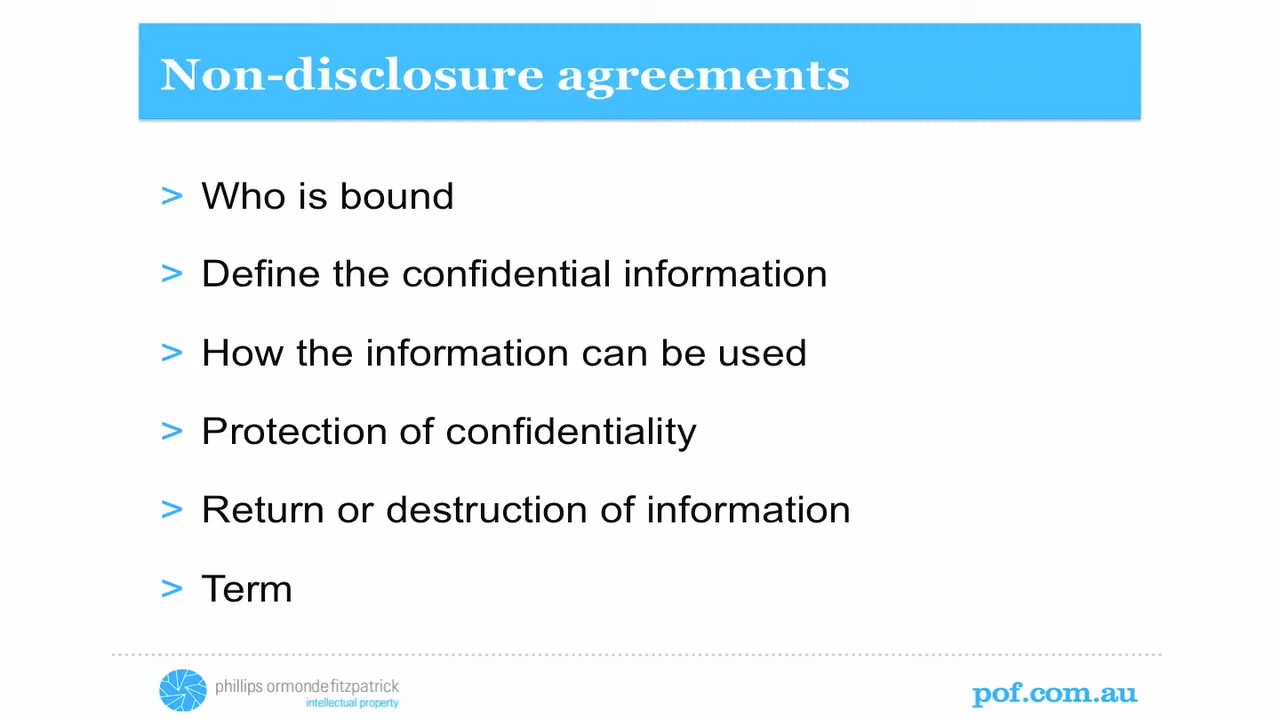 Non-disclosure agreements
> Who is bound
> Define the confidential information
> How the information can be used
> Protection of confidentiality
> Return or destruction of information
> Term
phillips ormonde fitzpatrick
intellectual property
pof.com.au